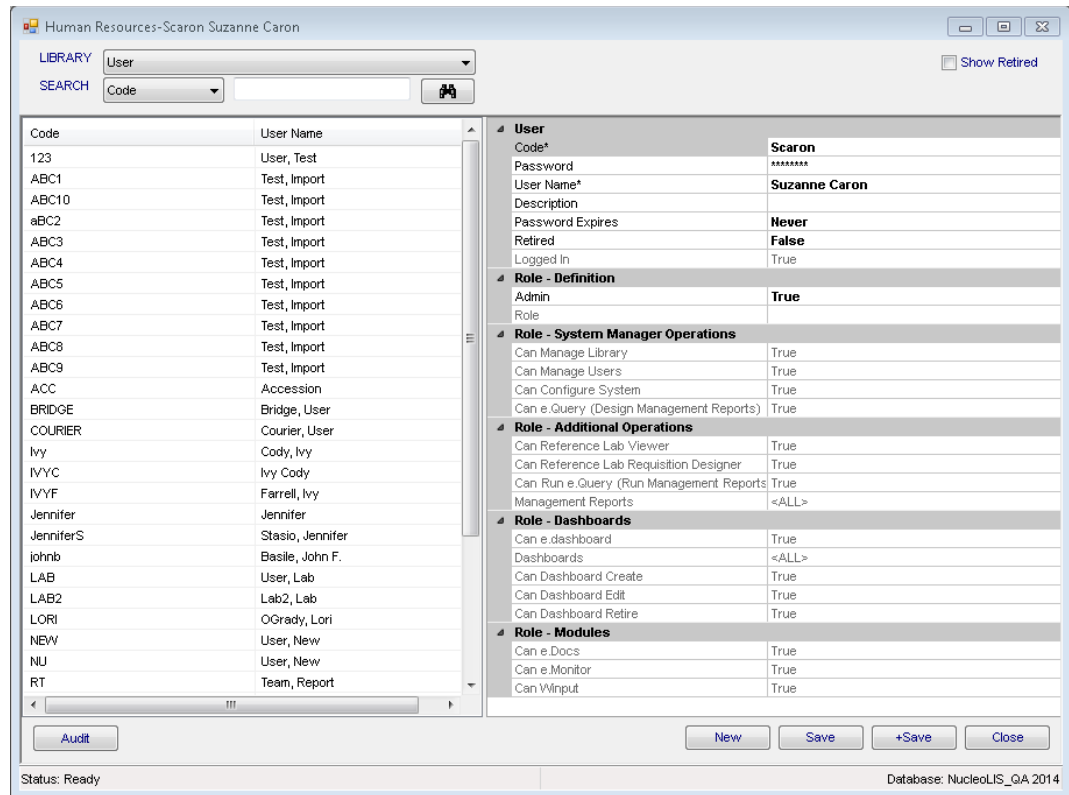 Human Resources-Scaron Suzanne Caron
LIBRARY User
Show Retired
SEARCH Code
Code User Name
123 User, Test
ABC1 Test, Import
ABC10 Test, Import
aBC2 Test, Import
ABC3 Test, Import
ABC4 Test, Import
ABC5 Test, Import
ABC6 Test, Import
ABC7 Test, Import
ABC8 Test, Import
ABC9 Test, Import
ACC Accession
BRIDGE Bridge, User
COURIER Courier, User
Ivy Cody, Ivy
IVYC Ivy Cody
IVYF Farrell, Ivy
Jennifer Jennifer
JenniferS Stasio, Jennifer
johnb Basile, John F.
LAB User, Lab
LAB2 Lab2, Lab
LORI OGrady, Lori
NEW User, New
NU User, New
RT Team, Report
User
Code* Scaron
Password ********
User Name* Suzanne Caron
Description
Password Expires Never
Retired False
Logged In True
Role - Definition
Admin True
Role
Role - System Manager Operations
Can Manage Library True
Can Manage Users True
Can Configure System True
Can e.Query (Design Management Reports) True
Role - Additional Operations
Can Reference Lab Viewer True
Can Reference Lab Requisition Designer True
Can Run e.Query (Run Management Reports True
Management Reports <ALL>
Role - Dashboards
Can e.dashboard True
Dashboards <ALL>
Can Dashboard Create True
Can Dashboard Edit True
Can Dashboard Retire True
Role - Modules
Can e.Docs True
Can e.Monitor True
Can Winput True
Audit New Save +Save Close
Status: Ready Database: NucleoLIS_QA 2014